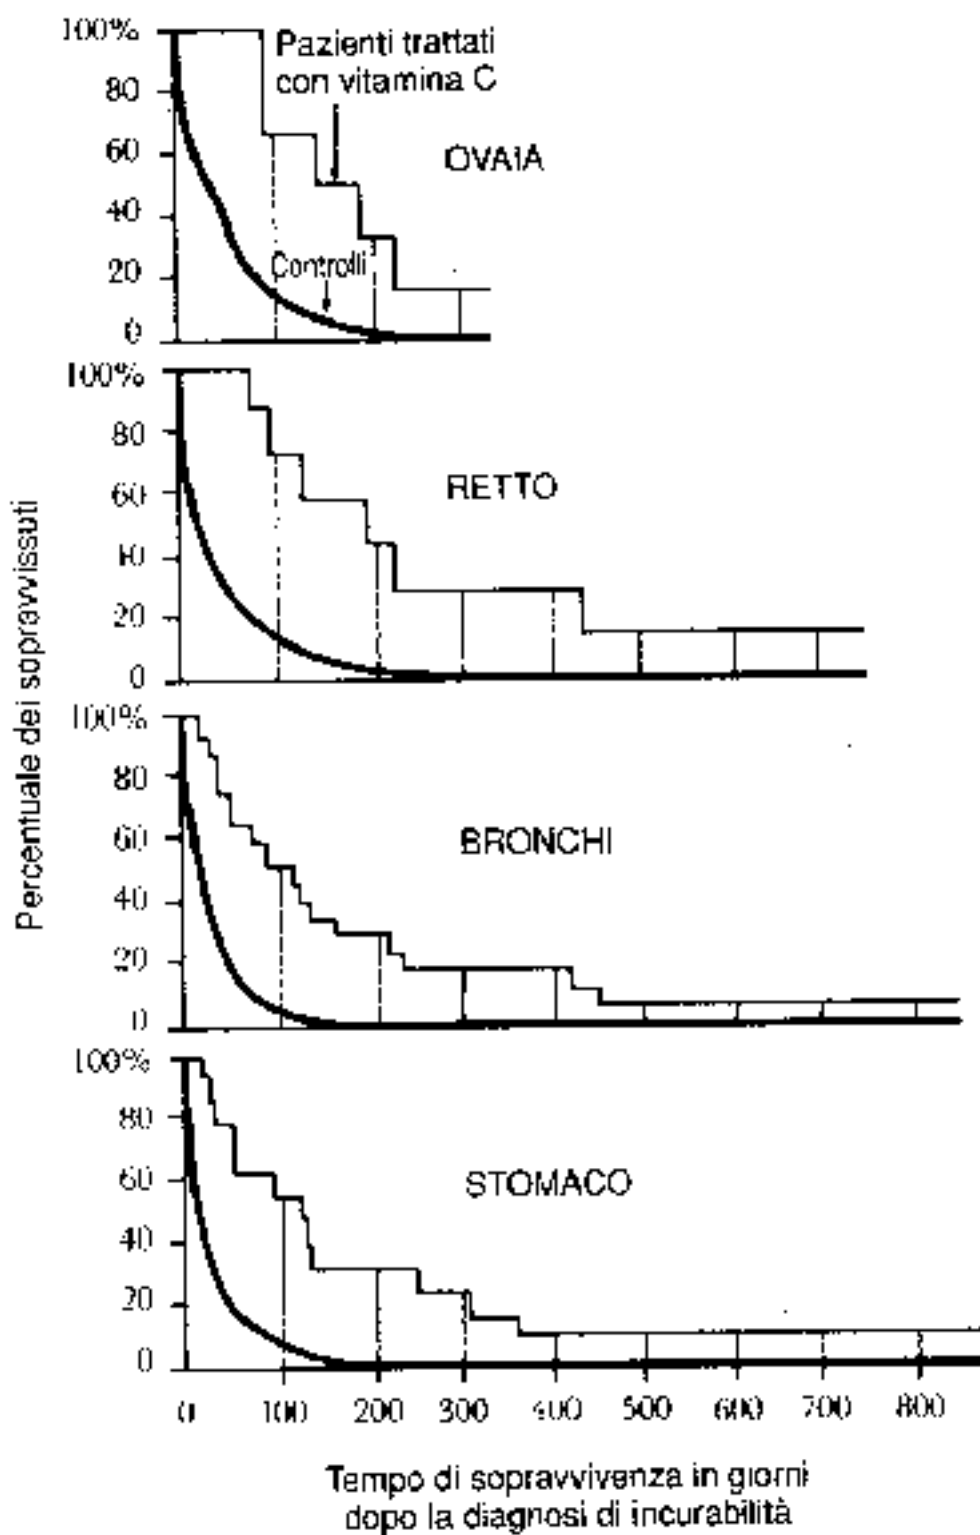 100%
80
60
40
20
0
Pazienti trattati
con vitamina C
OVAIA
Controlli
100%
80
60
40
20
0
RETTO
100%
80
60
40
20
0
BRONCHI
100%
80
60
40
20
0
STOMACO
0 100 200 300 400 500 600 700 800
Percentuale dei sopravvissuti
Tempo di sopravvivenza in giorni
dopo la diagnosi di incurabilità